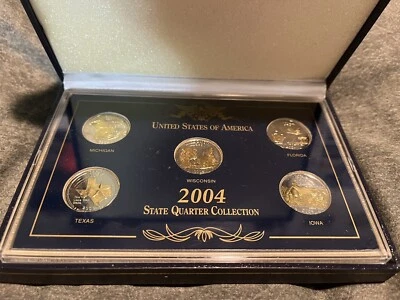 UNITED STATES OF AMERICA
MICHIGAN
FLORIDA
WISCONSIN
2004
TEXAS
STATE QUARTER COLLECTION
IOWA